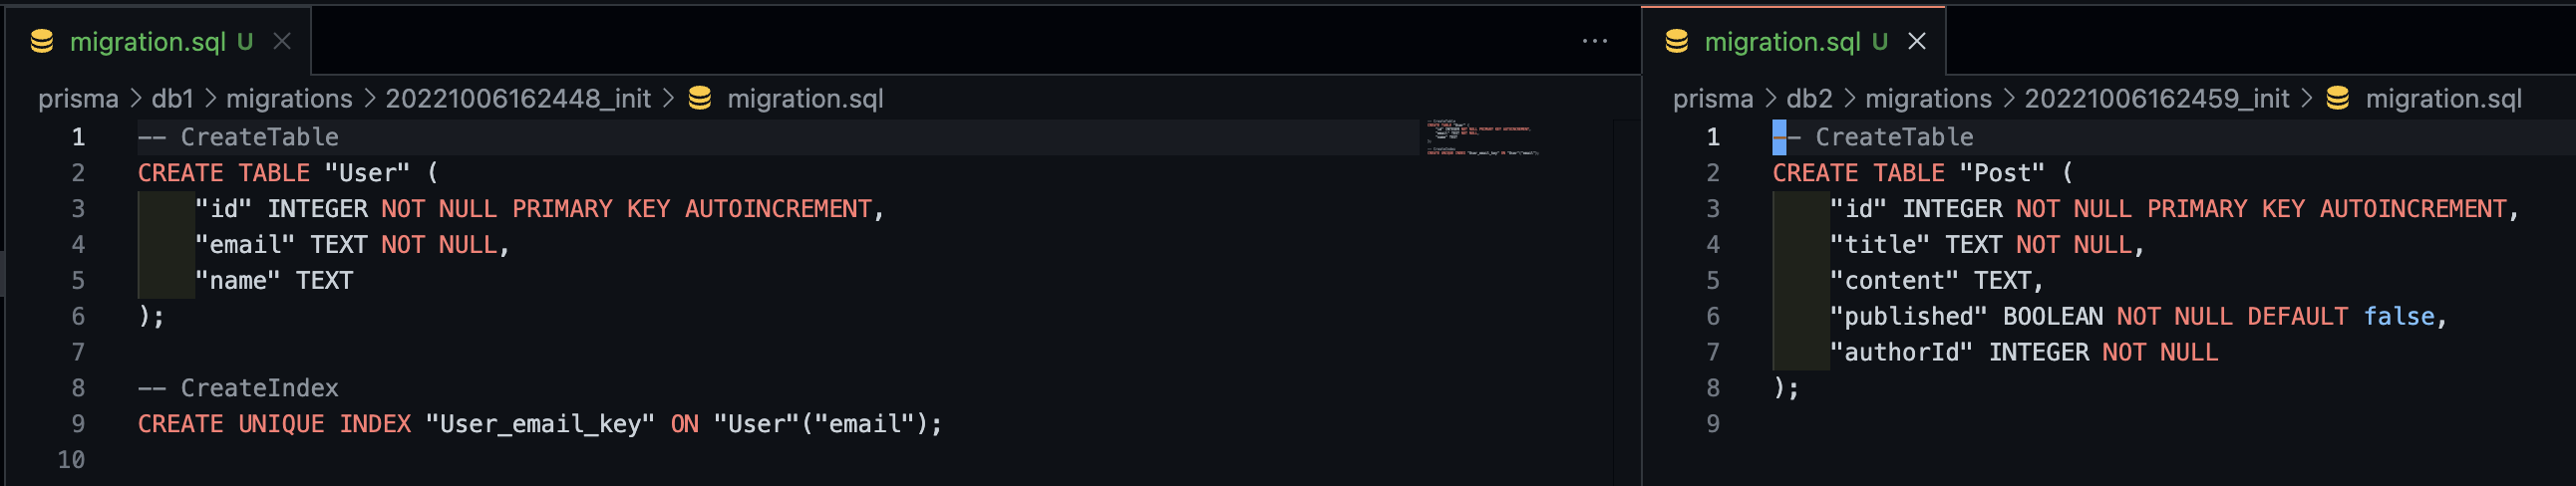 migration.sql U
prisma > db1 > migrations > 20221006162448_init > migration.sql
1 -- CreateTable
2 CREATE TABLE "User" (
3     "id" INTEGER NOT NULL PRIMARY KEY AUTOINCREMENT,
4     "email" TEXT NOT NULL,
5     "name" TEXT
6 );
7
8 -- CreateIndex
9 CREATE UNIQUE INDEX "User_email_key" ON "User"("email");
10
migration.sql U
prisma > db2 > migrations > 20221006162459_init > migration.sql
1 -- CreateTable
2 CREATE TABLE "Post" (
3     "id" INTEGER NOT NULL PRIMARY KEY AUTOINCREMENT,
4     "title" TEXT NOT NULL,
5     "content" TEXT,
6     "published" BOOLEAN NOT NULL DEFAULT false,
7     "authorId" INTEGER NOT NULL
8 );
9